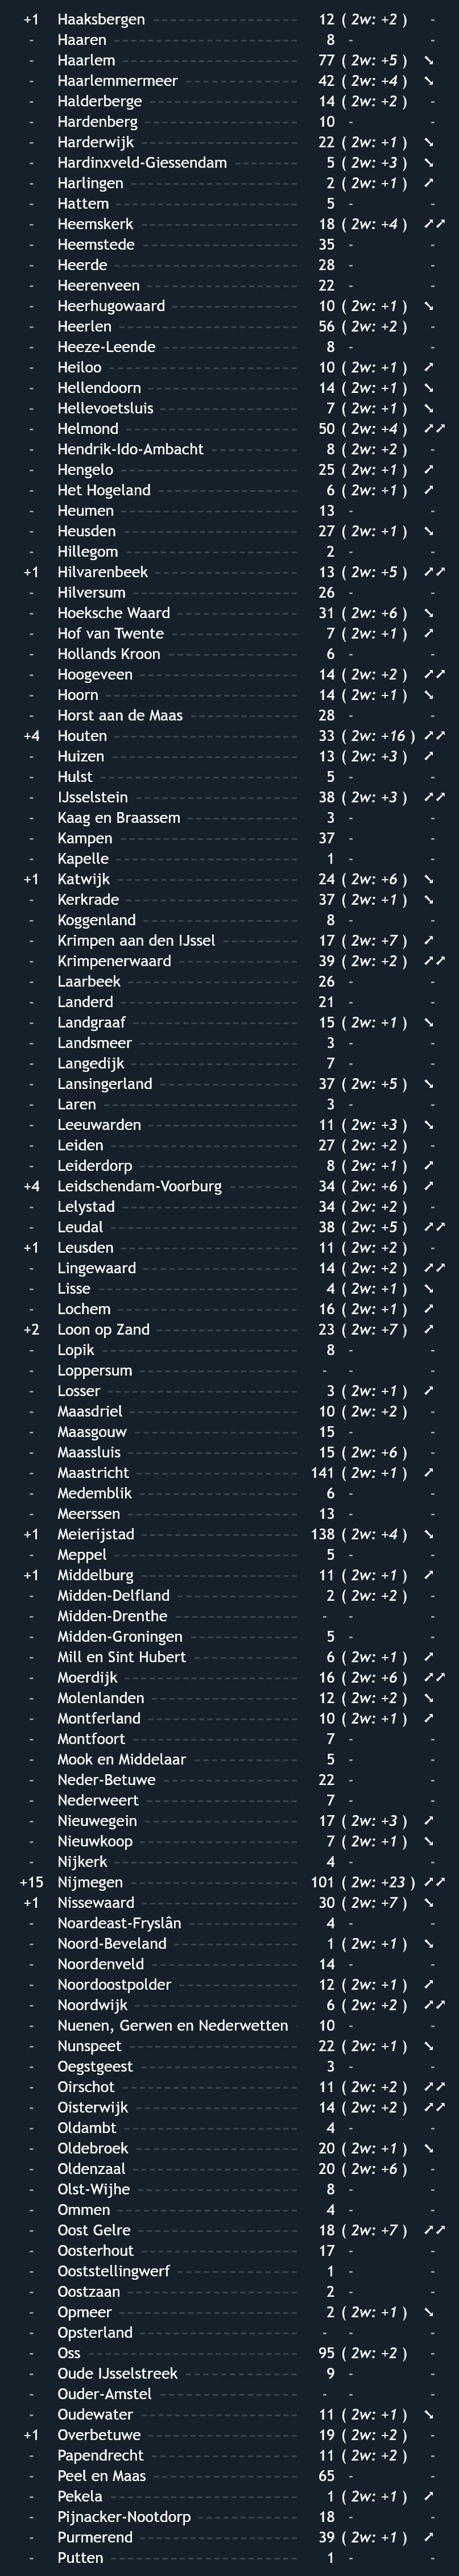 +1 Haaksbergen 12 ( 2w: +2 ) -
- Haaren 8 - -
- Haarlem 77 ( 2w: +5 ) ➘
- Haarlemmermeer 42 ( 2w: +4 ) ➘
- Halderberge 14 ( 2w: +2 ) -
- Hardenberg 10 - -
- Harderwijk 22 ( 2w: +1 ) ➘
- Hardinxveld-Giessendam 5 ( 2w: +3 ) ➘
- Harlingen 2 ( 2w: +1 ) ➚
- Hattem 5 - -
- Heemskerk 18 ( 2w: +4 ) ➚➚
- Heemstede 35 - -
- Heerde 28 - -
- Heerenveen 22 - -
- Heerhugowaard 10 ( 2w: +1 ) ➘
- Heerlen 56 ( 2w: +2 ) -
- Heeze-Leende 8 - -
- Heiloo 10 ( 2w: +1 ) ➚
- Hellendoorn 14 ( 2w: +1 ) ➘
- Hellevoetsluis 7 ( 2w: +1 ) ➘
- Helmond 50 ( 2w: +4 ) ➚➚
- Hendrik-Ido-Ambacht 8 ( 2w: +2 ) -
- Hengelo 25 ( 2w: +1 ) ➚
- Het Hogeland 6 ( 2w: +1 ) ➚
- Heumen 13 - -
- Heusden 27 ( 2w: +1 ) ➘
- Hillegom 2 - -
+1 Hilvarenbeek 13 ( 2w: +5 ) ➚➚
- Hilversum 26 - -
- Hoeksche Waard 31 ( 2w: +6 ) ➘
- Hof van Twente 7 ( 2w: +1 ) ➚
- Hollands Kroon 6 - -
- Hoogeveen 14 ( 2w: +2 ) ➚➚
- Hoorn 14 ( 2w: +1 ) ➘
- Horst aan de Maas 28 - -
+4 Houten 33 ( 2w: +16 ) ➚➚
- Huizen 13 ( 2w: +3 ) ➚
- Hulst 5 - -
- IJsselstein 38 ( 2w: +3 ) ➚➚
- Kaag en Braassem 3 - -
- Kampen 37 - -
- Kapelle 1 - -
+1 Katwijk 24 ( 2w: +6 ) ➘
- Kerkrade 37 ( 2w: +1 ) ➘
- Koggenland 8 - -
- Krimpen aan den IJssel 17 ( 2w: +7 ) ➚
- Krimpenerwaard 39 ( 2w: +2 ) ➚➚
- Laarbeek 26 - -
- Landerd 21 - -
- Landgraaf 15 ( 2w: +1 ) ➘
- Landsmeer 3 - -
- Langedijk 7 - -
- Lansingerland 37 ( 2w: +5 ) ➘
- Laren 3 - -
- Leeuwarden 11 ( 2w: +3 ) ➘
- Leiden 27 ( 2w: +2 ) -
- Leiderdorp 8 ( 2w: +1 ) ➚
+4 Leidschendam-Voorburg 34 ( 2w: +6 ) ➚
- Lelystad 34 ( 2w: +2 ) -
- Leudal 38 ( 2w: +5 ) ➚➚
+1 Leusden 11 ( 2w: +2 ) -
- Lingewaard 14 ( 2w: +2 ) ➚➚
- Lisse 4 ( 2w: +1 ) ➘
- Lochem 16 ( 2w: +1 ) ➚
+2 Loon op Zand 23 ( 2w: +7 ) ➚
- Lopik 8 - -
- Loppersum - - -
- Losser 3 ( 2w: +1 ) ➚
- Maasdriel 10 ( 2w: +2 ) -
- Maasgouw 15 - -
- Maassluis 15 ( 2w: +6 ) -
- Maastricht 141 ( 2w: +1 ) ➚
- Medemblik 6 - -
- Meerssen 13 - -
+1 Meierijstad 138 ( 2w: +4 ) ➘
- Meppel 5 - -
+1 Middelburg 11 ( 2w: +1 ) ➚
- Midden-Delfland 2 ( 2w: +2 ) -
- Midden-Drenthe - - -
- Midden-Groningen 5 - -
- Mill en Sint Hubert 6 ( 2w: +1 ) ➚
- Moerdijk 16 ( 2w: +6 ) ➚➚
- Molenlanden 12 ( 2w: +2 ) ➘
- Montferland 10 ( 2w: +1 ) ➚
- Montfoort 7 - -
- Mook en Middelaar 5 - -
- Neder-Betuwe 22 - -
- Nederweert 7 - -
- Nieuwegein 17 ( 2w: +3 ) ➚
- Nieuwkoop 7 ( 2w: +1 ) ➘
- Nijkerk 4 - -
+15 Nijmegen 101 ( 2w: +23 ) ➚➚
+1 Nissewaard 30 ( 2w: +7 ) ➘
- Noardeast-Fryslân 4 - -
- Noord-Beveland 1 ( 2w: +1 ) ➘
- Noordenveld 14 - -
- Noordoostpolder 12 ( 2w: +1 ) ➚
- Noordwijk 6 ( 2w: +2 ) ➚➚
- Nuenen, Gerwen en Nederwetten 10 - -
- Nunspeet 22 ( 2w: +1 ) ➘
- Oegstgeest 3 - -
- Oirschot 11 ( 2w: +2 ) ➚➚
- Oisterwijk 14 ( 2w: +2 ) ➚➚
- Oldambt 4 - -
- Oldebroek 20 ( 2w: +1 ) ➘
- Oldenzaal 20 ( 2w: +6 ) -
- Olst-Wijhe 8 - -
- Ommen 4 - -
- Oost Gelre 18 ( 2w: +7 ) ➚➚
- Oosterhout 17 - -
- Ooststellingwerf 1 - -
- Oostzaan 2 - -
- Opmeer 2 ( 2w: +1 ) ➘
- Opsterland - - -
- Oss 95 ( 2w: +2 ) -
- Oude IJsselstreek 9 - -
- Ouder-Amstel - - -
- Oudewater 11 ( 2w: +1 ) ➘
+1 Overbetuwe 19 ( 2w: +2 ) -
- Papendrecht 11 ( 2w: +2 ) -
- Peel en Maas 65 - -
- Pekela 1 ( 2w: +1 ) ➚
- Pijnacker-Nootdorp 18 - -
- Purmerend 39 ( 2w: +1 ) ➚
- Putten 1 - -